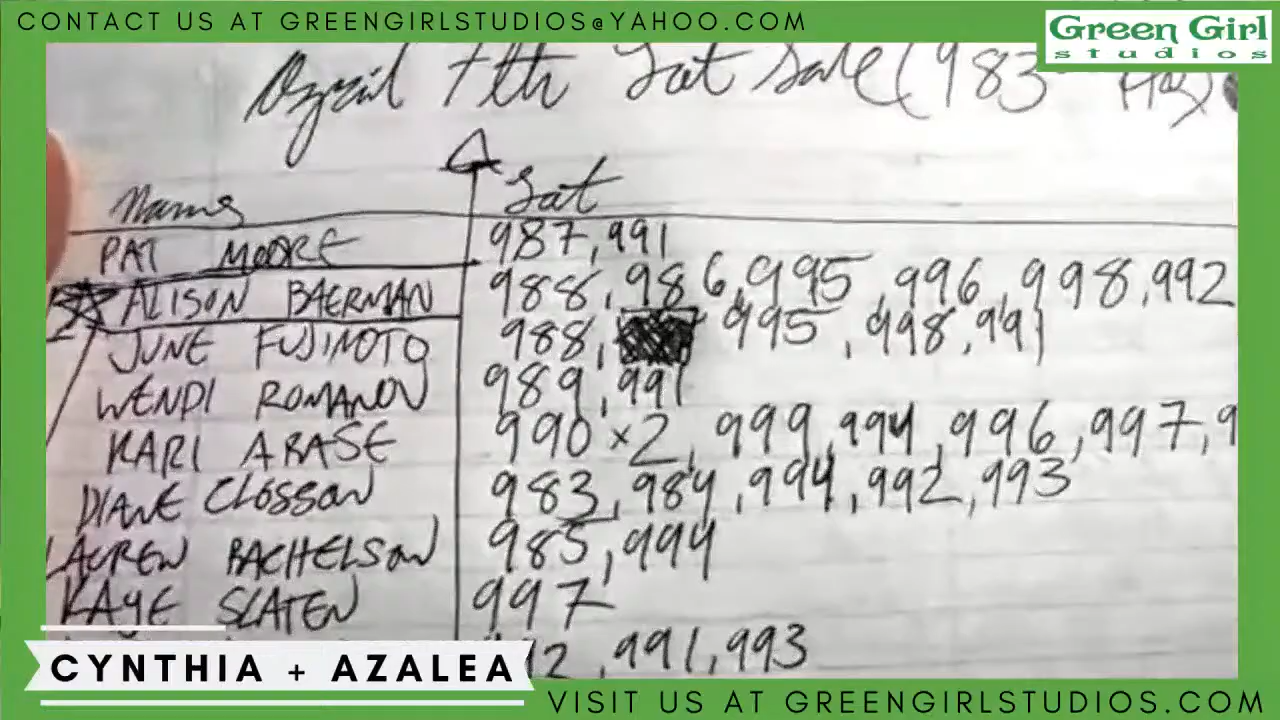 CONTACT US AT GREENGIRLSTUDIOS@YAHOO.COM
Green Girl
studios
April 7th Sat Sale (983
Name Sat
PAT MOORE 987, 991
ALISON BAERMAN 988, 986, 995, 996, 998, 992
JUNE FUJIMOTO 988, 995, 998, 991
WENDI ROMANOV 989, 991
KARI ARASE 990 x2, 999, 994, 996, 997, 9
DIANE CLOSSON 983, 984, 994, 992, 993
LAUREN BACHELSON 985, 994
KAYE SLATEN 997
92, 991, 993
CYNTHIA + AZALEA
VISIT US AT GREENGIRLSTUDIOS.COM